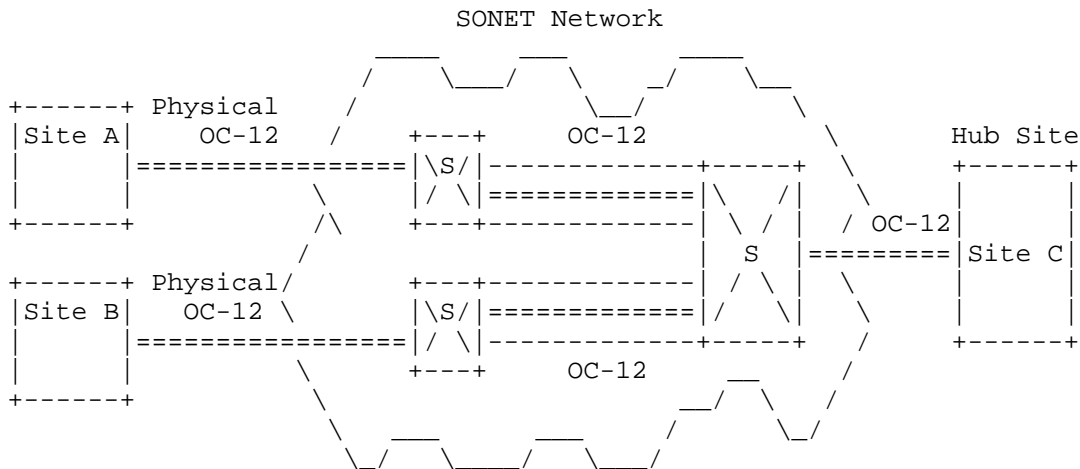 SONET Network
Physical
Site A OC-12 OC-12 Hub Site
S
OC-12
S Site C
Physical
Site B OC-12 S
OC-12